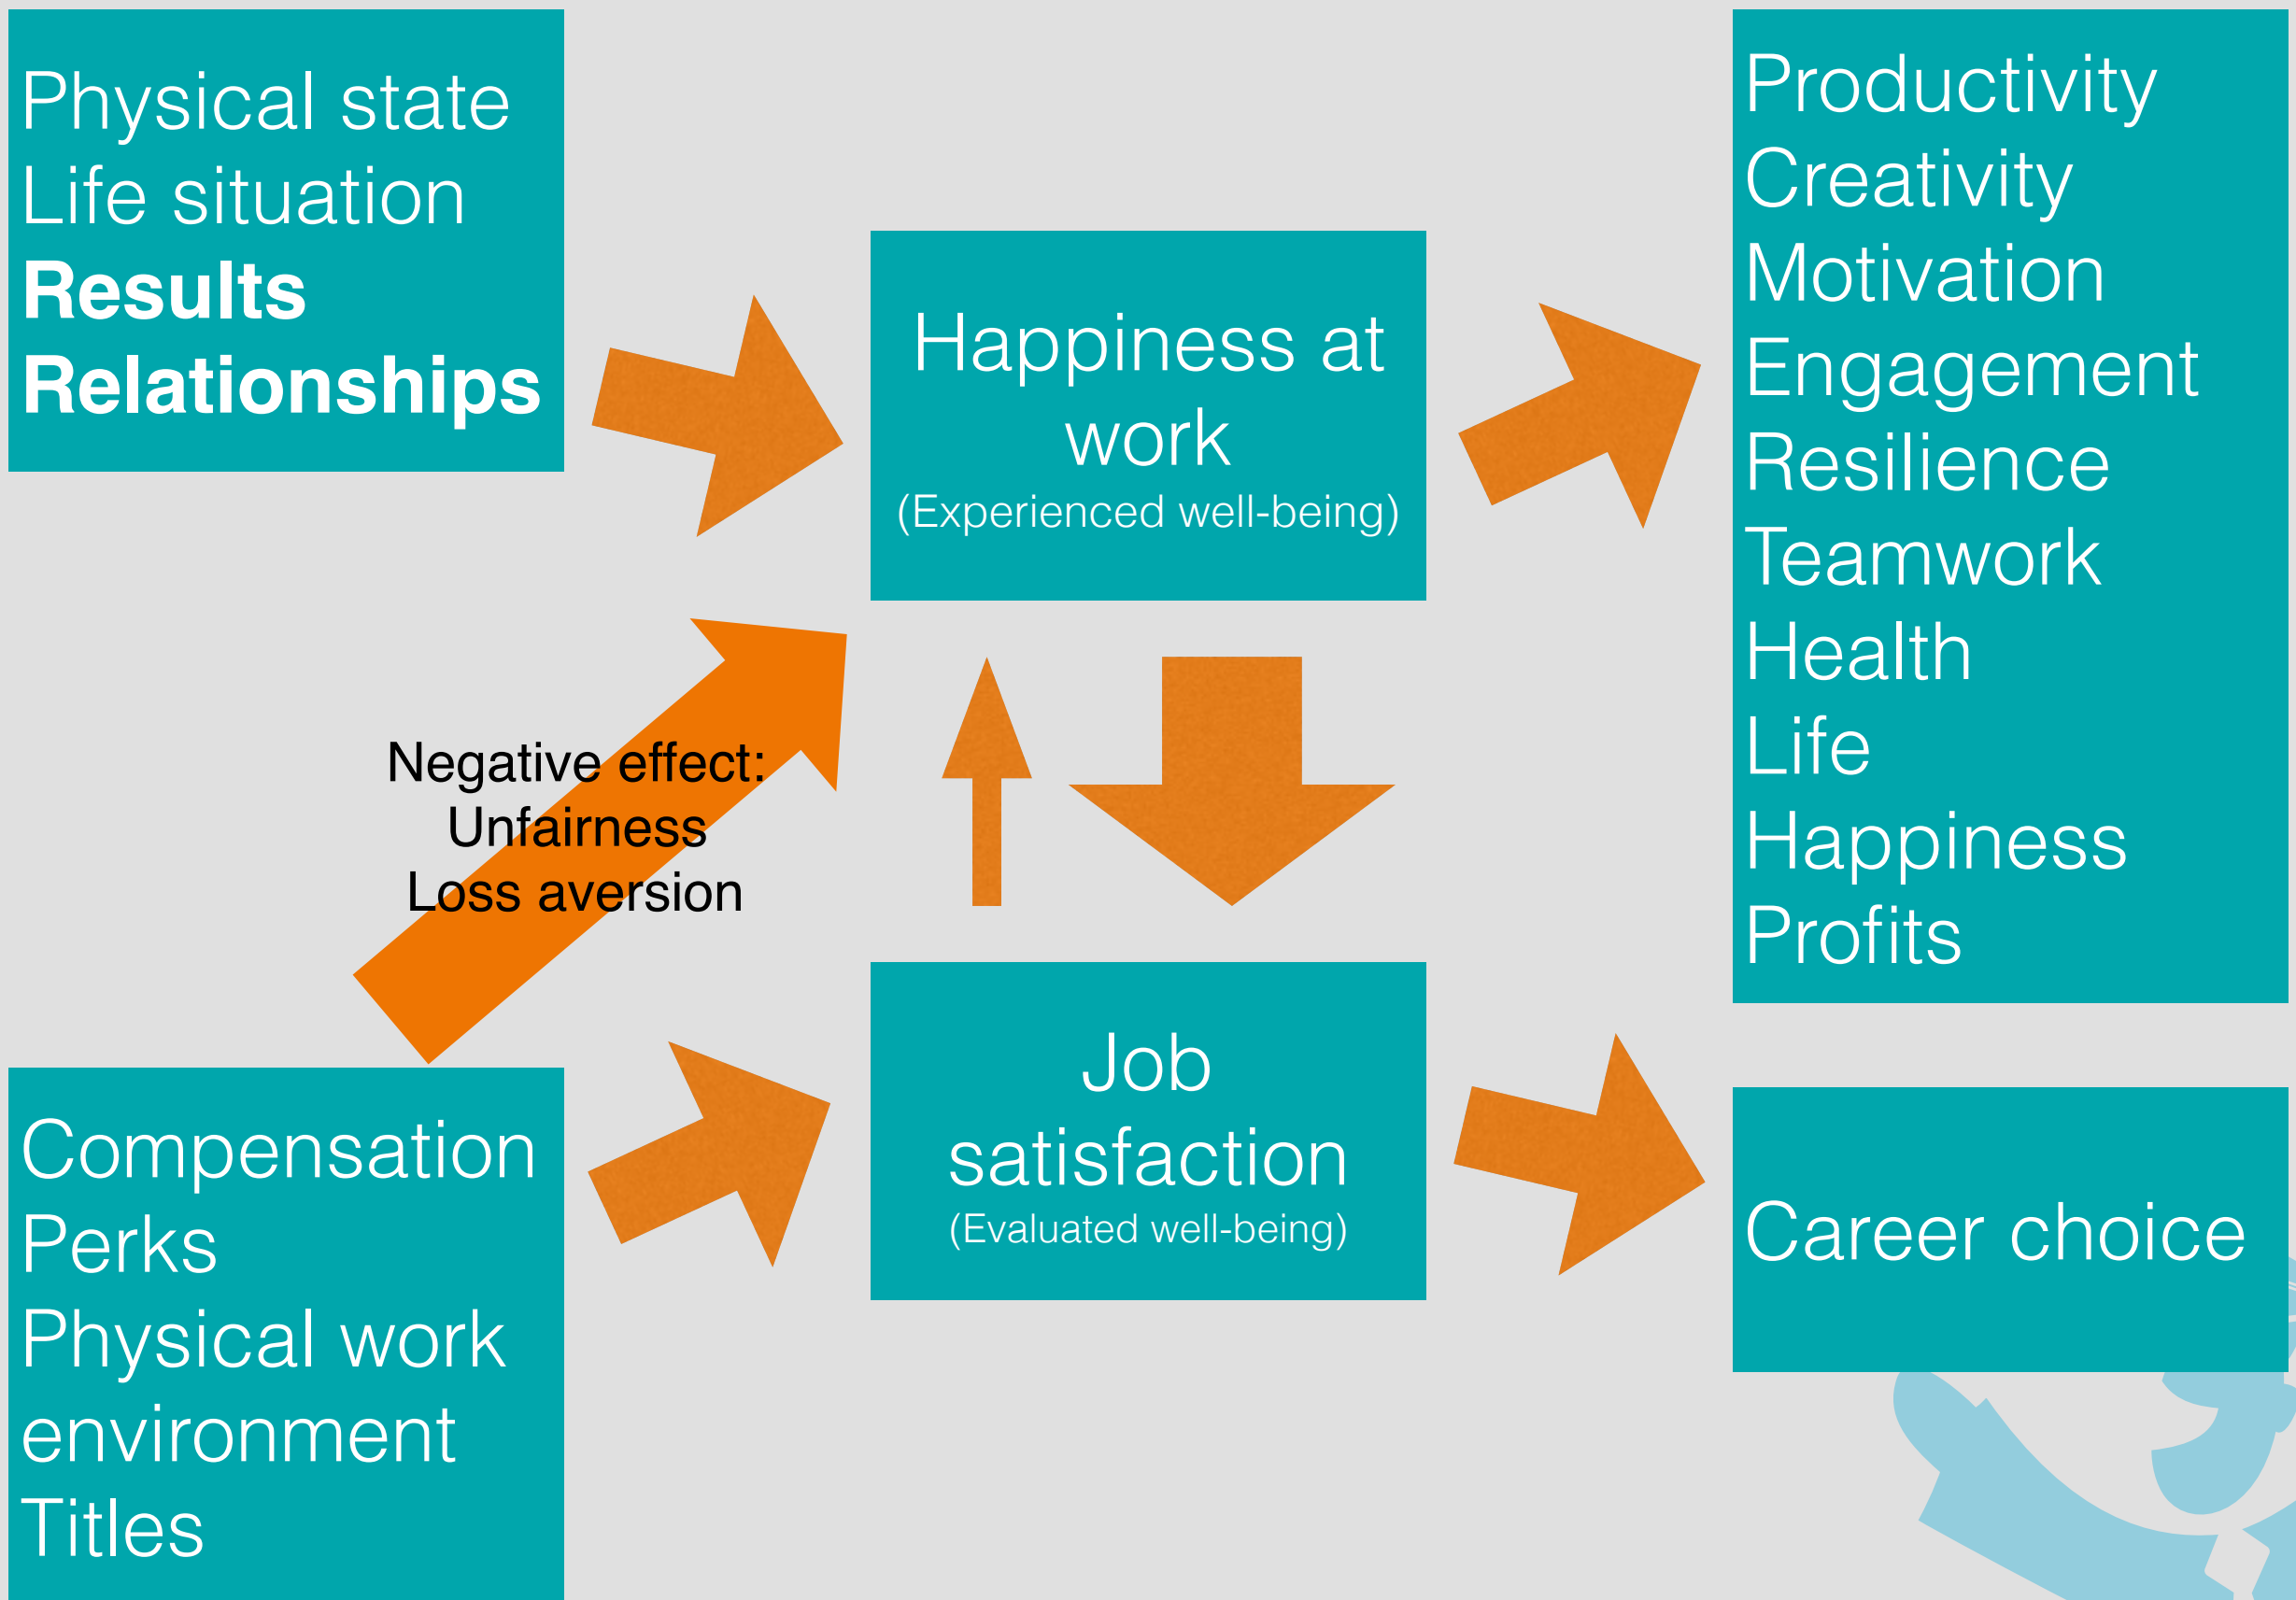 Physical state
Life situation
Results
Relationships
Happiness at
work
(Experienced well-being)
Productivity
Creativity
Motivation
Engagement
Resilience
Teamwork
Health
Life
Happiness
Profits
Negative effect:
Unfairness
Loss aversion
Compensation
Perks
Physical work
environment
Titles
Job
satisfaction
(Evaluated well-being)
Career choice